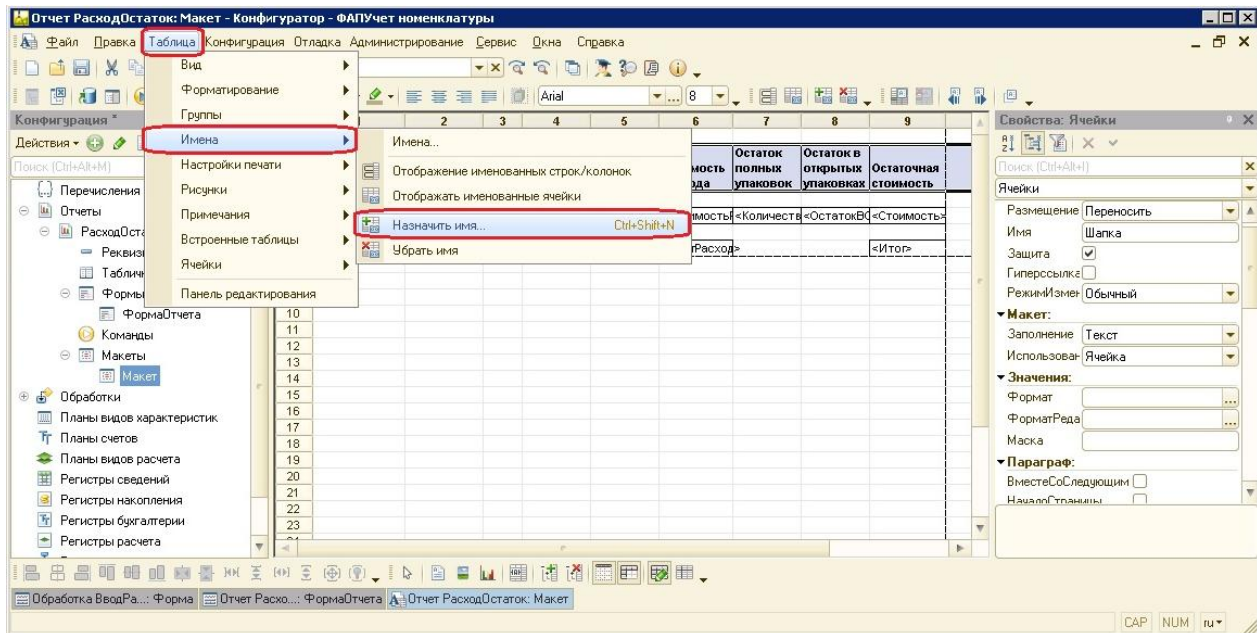 Отчет РасходОстаток: Макет - Конфигуратор - ФАПУчет номенклатуры
Файл Правка Таблица Конфигурация Отладка Администрирование Сервис Окна Справка
Arial 8
Конфигурация *
Действия
Поиск (Ctrl+Alt+M)
Перечисления
Отчеты
РасходОста
Реквиз
Таблич
Формы
ФормаОтчета
Команды
Макеты
Макет
Обработки
Планы видов характеристик
Планы счетов
Планы видов расчета
Регистры сведений
Регистры накопления
Регистры бухгалтерии
Регистры расчета
Вид
Форматирование
Группы
Имена
Настройки печати
Рисунки
Примечания
Встроенные таблицы
Ячейки
Панель редактирования
Имена...
Отображение именованных строк/колонок
Отображать именованные ячейки
Назначить имя... Ctrl+Shift+N
Убрать имя
2 3 4 5 6 7 8 9
Остаток полных упаковок
Остаток в открытых упаковках
Остаточная стоимость
<Количеств <ОстатокВО <Стоимость>
Расход> <Итог>
10
11
12
13
14
15
16
17
18
19
20
21
22
23
Свойства: Ячейки
Поиск (Ctrl+Alt+I)
Ячейки
Размещение Переносить
Имя Шапка
Защита
Гиперссылка
РежимИзмен Обычный
Макет:
Заполнение Текст
Использован Ячейка
Значения:
Формат
ФорматРеда
Маска
Параграф:
ВместеСоСледующим
НачалоСтраницы
Обработка ВводРа...: Форма Отчет Расхо...: ФормаОтчета Отчет РасходОстаток: Макет
CAP NUM ru